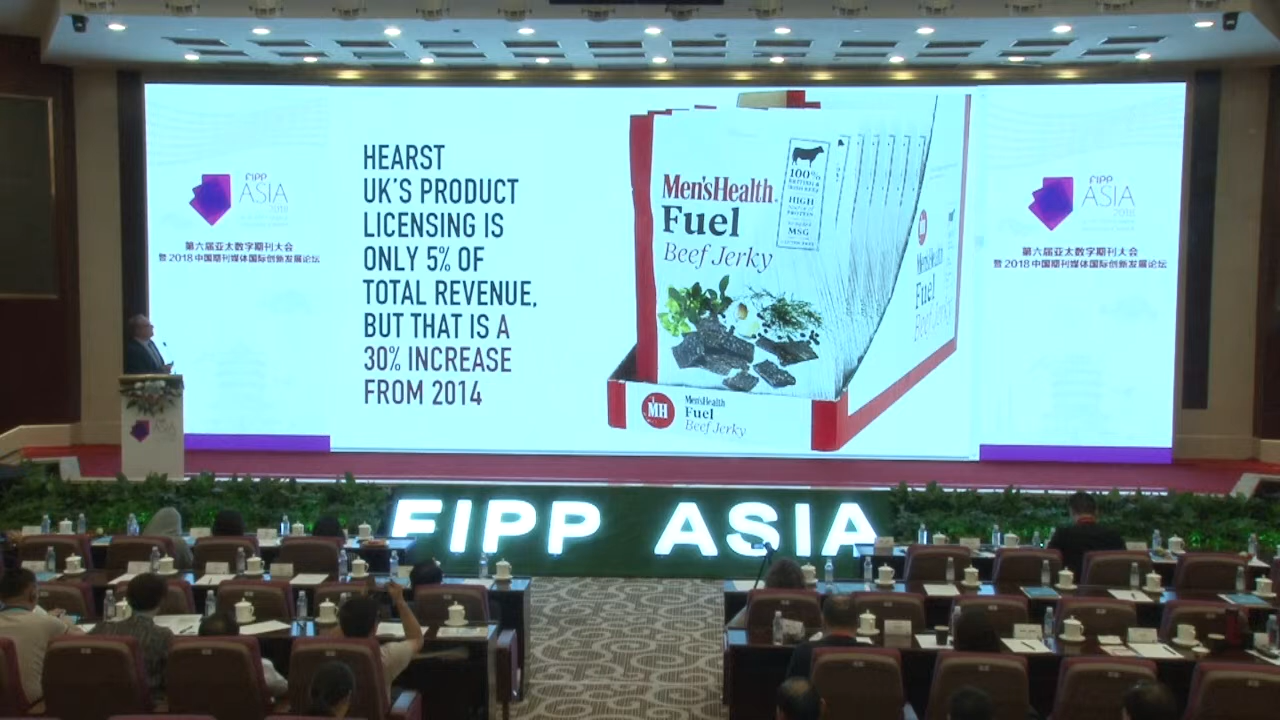 FIPP
ASIA
2018
第六届亚太数字期刊大会
暨2018中国期刊媒体国际创新发展论坛
HEARST
UK'S PRODUCT
LICENSING IS
ONLY 5% OF
TOTAL REVENUE,
BUT THAT IS A
30% INCREASE
FROM 2014
Men'sHealth
Fuel
Beef Jerky
100%
HIGH
PROTEIN
MSG
Men'sHealth
Fuel
Beef Jerky
MH
Men'sHealth
Fuel
Beef Jerky
FIPP
ASIA
2018
第六届亚太数字期刊大会
暨2018中国期刊媒体国际创新发展论坛
ASIA
FIPP ASIA